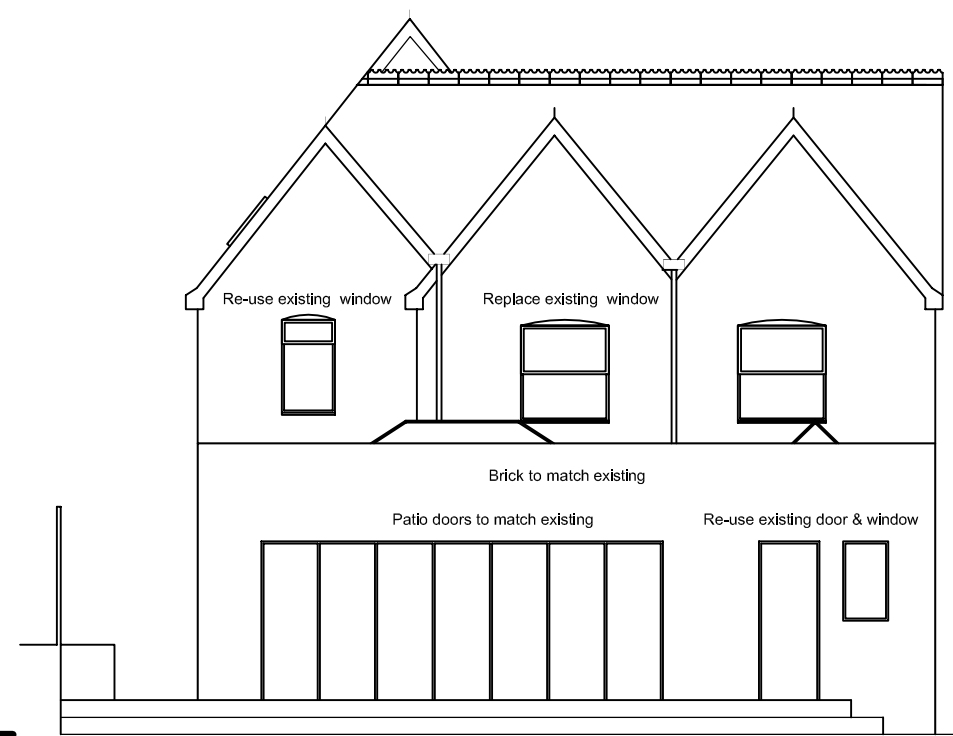 Re-use existing window
Replace existing window
Brick to match existing
Patio doors to match existing
Re-use existing door & window